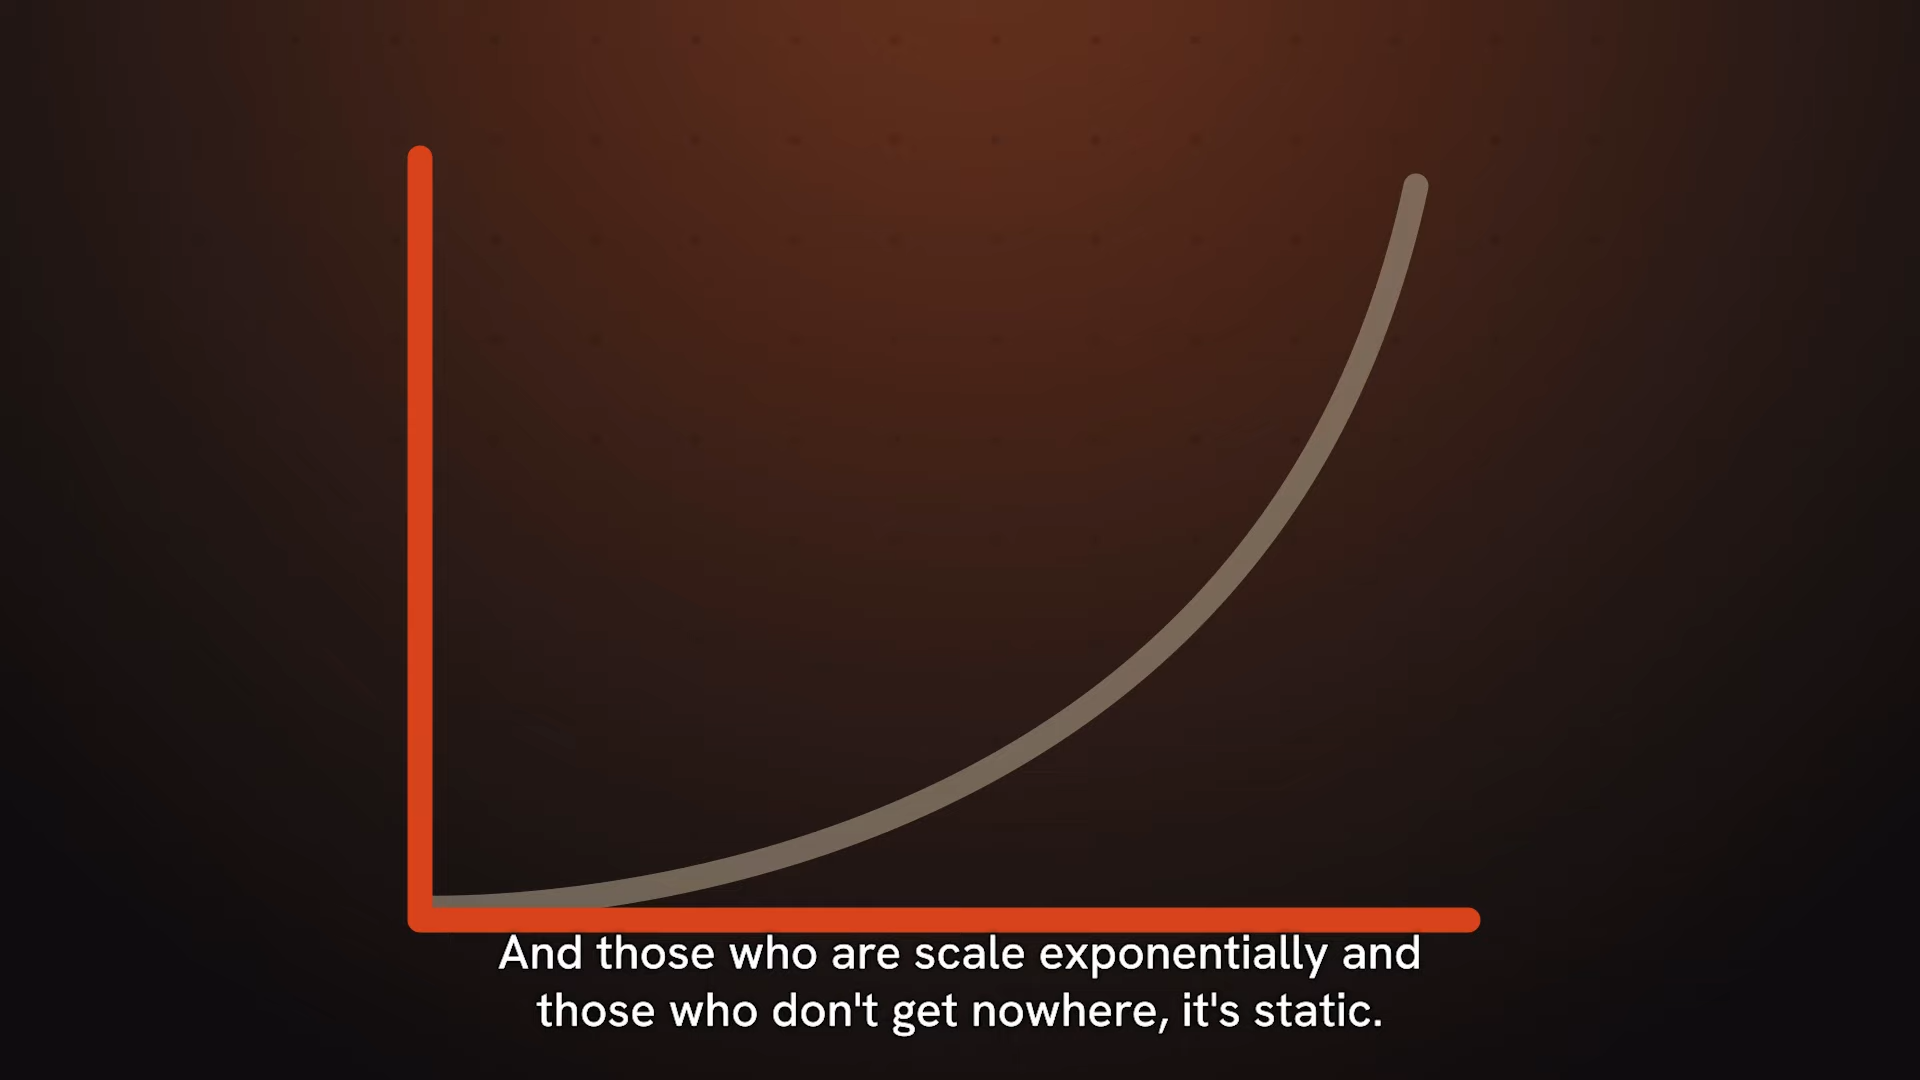 And those who are scale exponentially and
those who don't get nowhere, it's static.